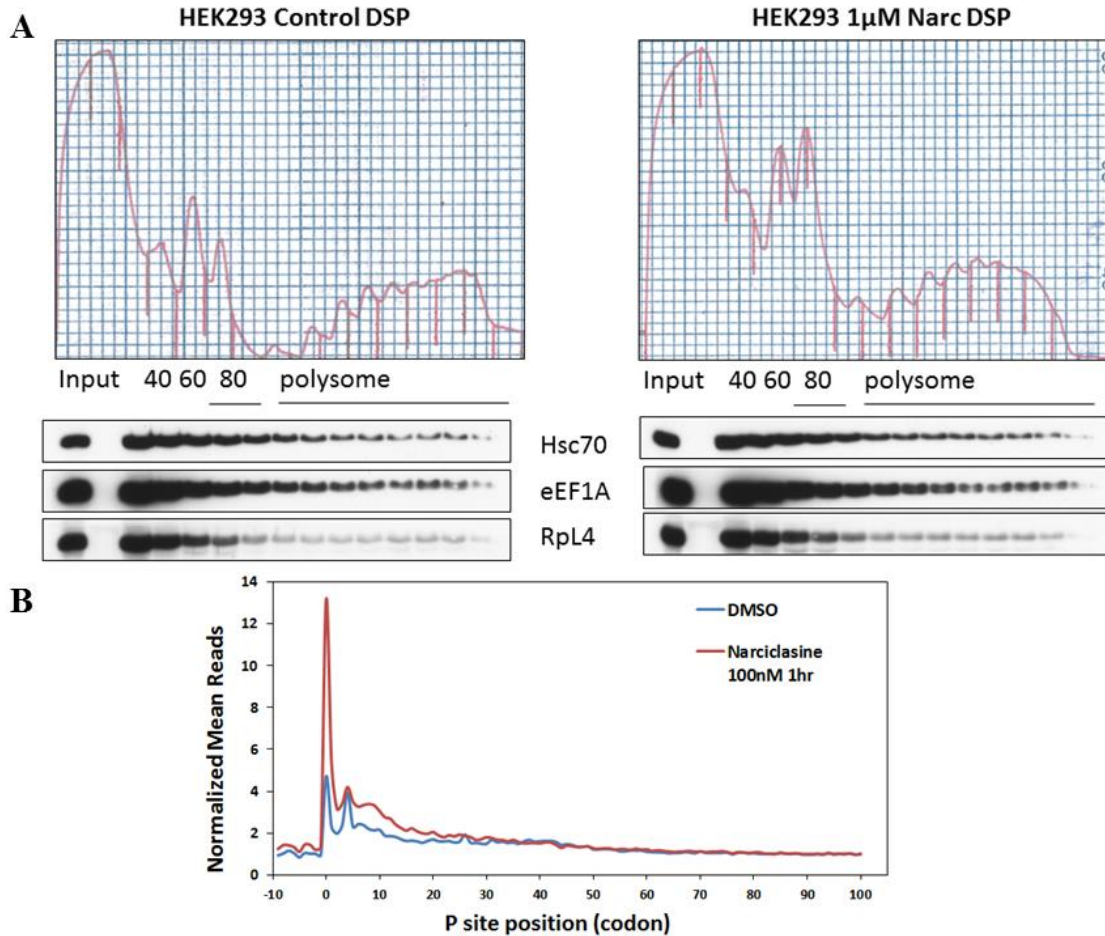 A
HEK293 Control DSP
HEK293 1µM Narc DSP
Input 40 60 80 polysome
Input 40 60 80 polysome
Hsc70
eEF1A
RpL4
B
14
12
10
8
6
4
2
0
Normalized Mean Reads
DMSO
Narciclasine
100nM 1hr
-10 0 10 20 30 40 50 60 70 80 90 100
P site position (codon)